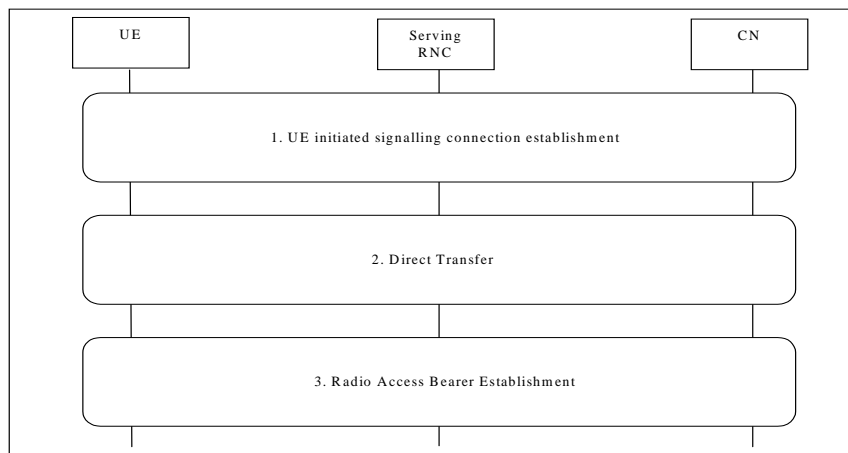 UE
Serving
RNC
CN
1. UE initiated signalling connection establishment
2. Direct Transfer
3. Radio Access Bearer Establishment